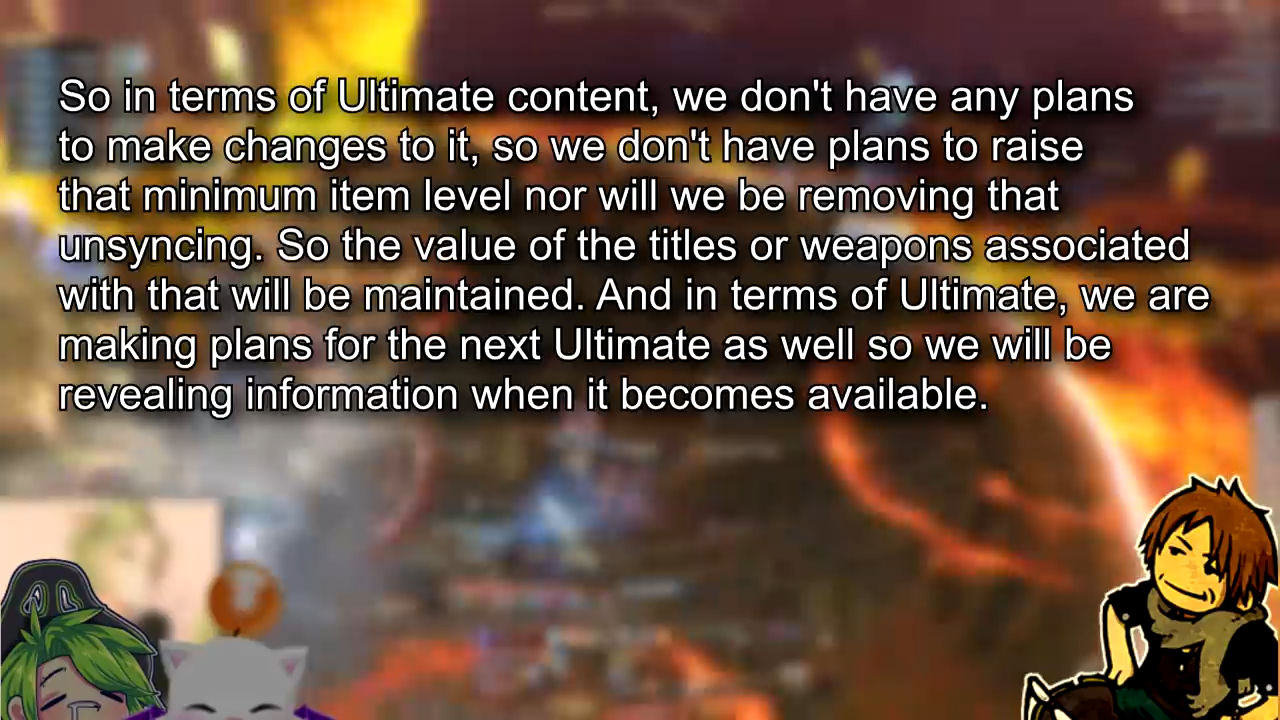 So in terms of Ultimate content, we don't have any plans
to make changes to it, so we don't have plans to raise
that minimum item level nor will we be removing that
unsyncing. So the value of the titles or weapons associated
with that will be maintained. And in terms of Ultimate, we are
making plans for the next Ultimate as well so we will be
revealing information when it becomes available.